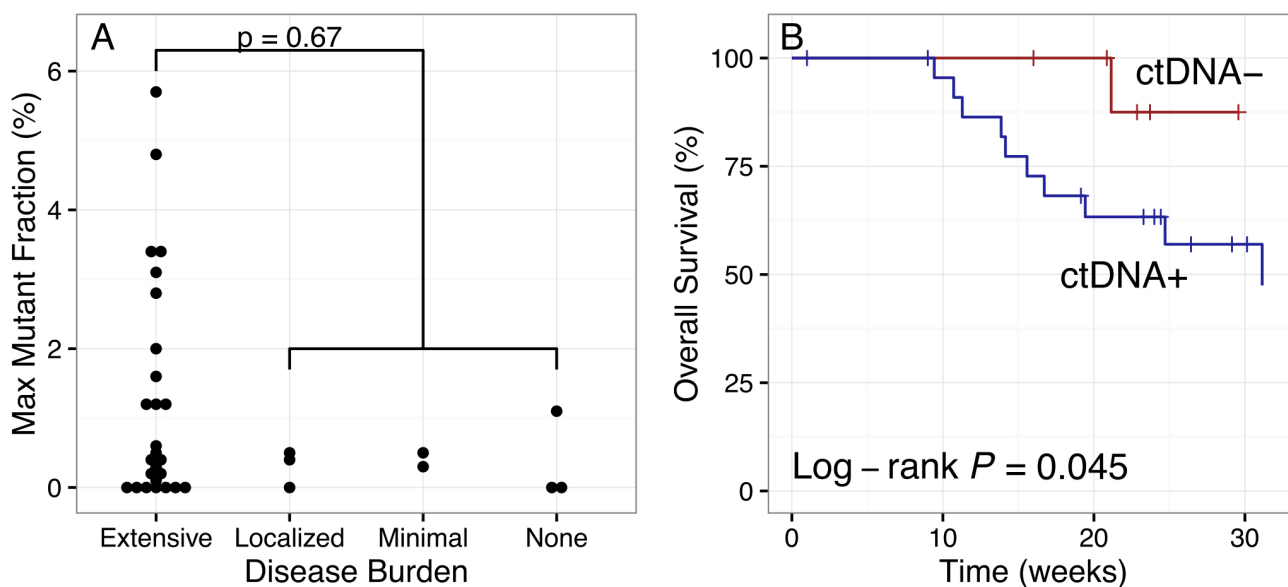 A
p = 0.67
6
4
2
0
Max Mutant Fraction (%)
Extensive Localized Minimal None
Disease Burden
B
ctDNA−
ctDNA+
100
75
50
25
0
Overall Survival (%)
Log − rank P = 0.045
0 10 20 30
Time (weeks)